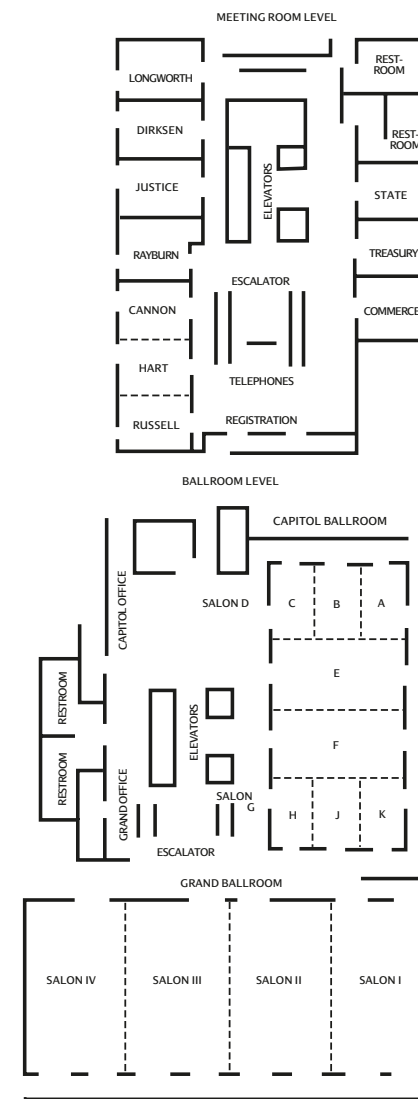 MEETING ROOM LEVEL
REST-
ROOM
LONGWORTH
DIRKSEN
REST-
ROOM
JUSTICE
ELEVATORS
STATE
RAYBURN
TREASURY
ESCALATOR
CANNON
COMMERCE
HART
TELEPHONES
RUSSELL
REGISTRATION
BALLROOM LEVEL
CAPITOL BALLROOM
CAPITOL OFFICE
SALON D
C
B
A
RESTROOM
E
ELEVATORS
F
RESTROOM
GRAND OFFICE
SALON
G
H
J
K
ESCALATOR
GRAND BALLROOM
SALON IV
SALON III
SALON II
SALON I